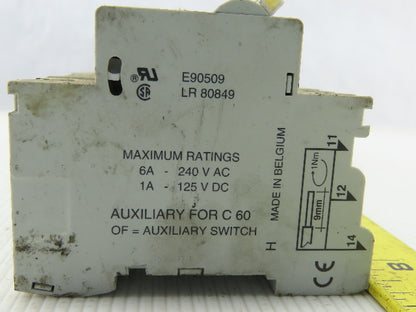 E90509
LR 80849
MAXIMUM RATINGS
6A - 240 V AC
1A - 125 V DC
AUXILIARY FOR C 60
OF = AUXILIARY SWITCH
MADE IN BELGIUM
H
11
1Nm
12
9mm
14
CE